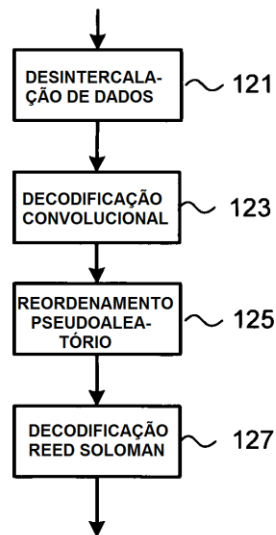 DESINTERCALA-
ÇÃO DE DADOS
121
DECODIFICAÇÃO
CONVOLUCIONAL
123
REORDENAMENTO
PSEUDOALEA-
TÓRIO
125
DECODIFICAÇÃO
REED SOLOMAN
127